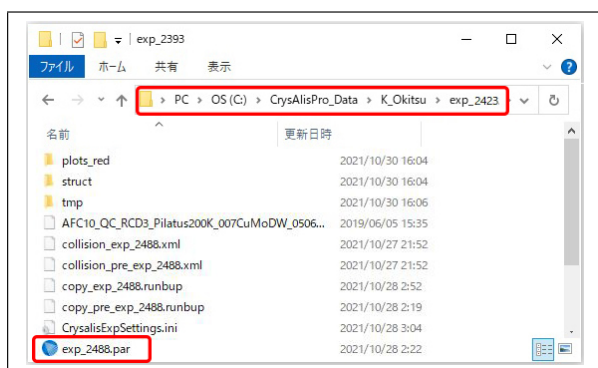 exp_2393
ファイル ホーム 共有 表示
PC > OS (C:) > CrysAlisPro_Data > K_Okitsu > exp_2423
名前 更新日時
plots_red 2021/10/30 16:04
struct 2021/10/30 16:04
tmp 2021/10/30 16:06
AFC10_QC_RCD3_Pilatus200K_007CuMoDW_0506... 2019/06/05 15:35
collision_exp_2488.xml 2021/10/27 21:52
collision_pre_exp_2488.xml 2021/10/27 21:52
copy_exp_2488.runbup 2021/10/28 2:52
copy_pre_exp_2488.runbup 2021/10/28 2:19
CrysalisExpSettings.ini 2021/10/28 3:04
exp_2488.par 2021/10/28 2:22